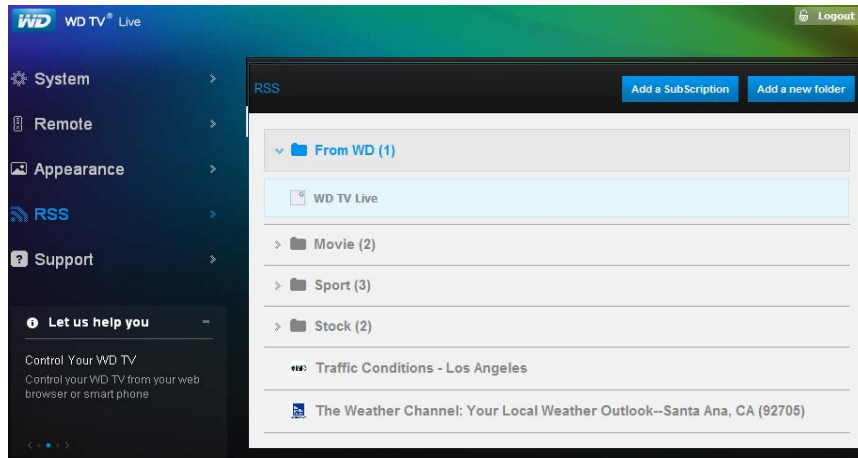 WD WD TV® Live
Logout
System
Remote
Appearance
RSS
Support
Let us help you
Control Your WD TV
Control your WD TV from your web
browser or smart phone
RSS
Add a SubScription
Add a new folder
From WD (1)
WD TV Live
Movie (2)
Sport (3)
Stock (2)
Traffic Conditions - Los Angeles
The Weather Channel: Your Local Weather Outlook--Santa Ana, CA (92705)